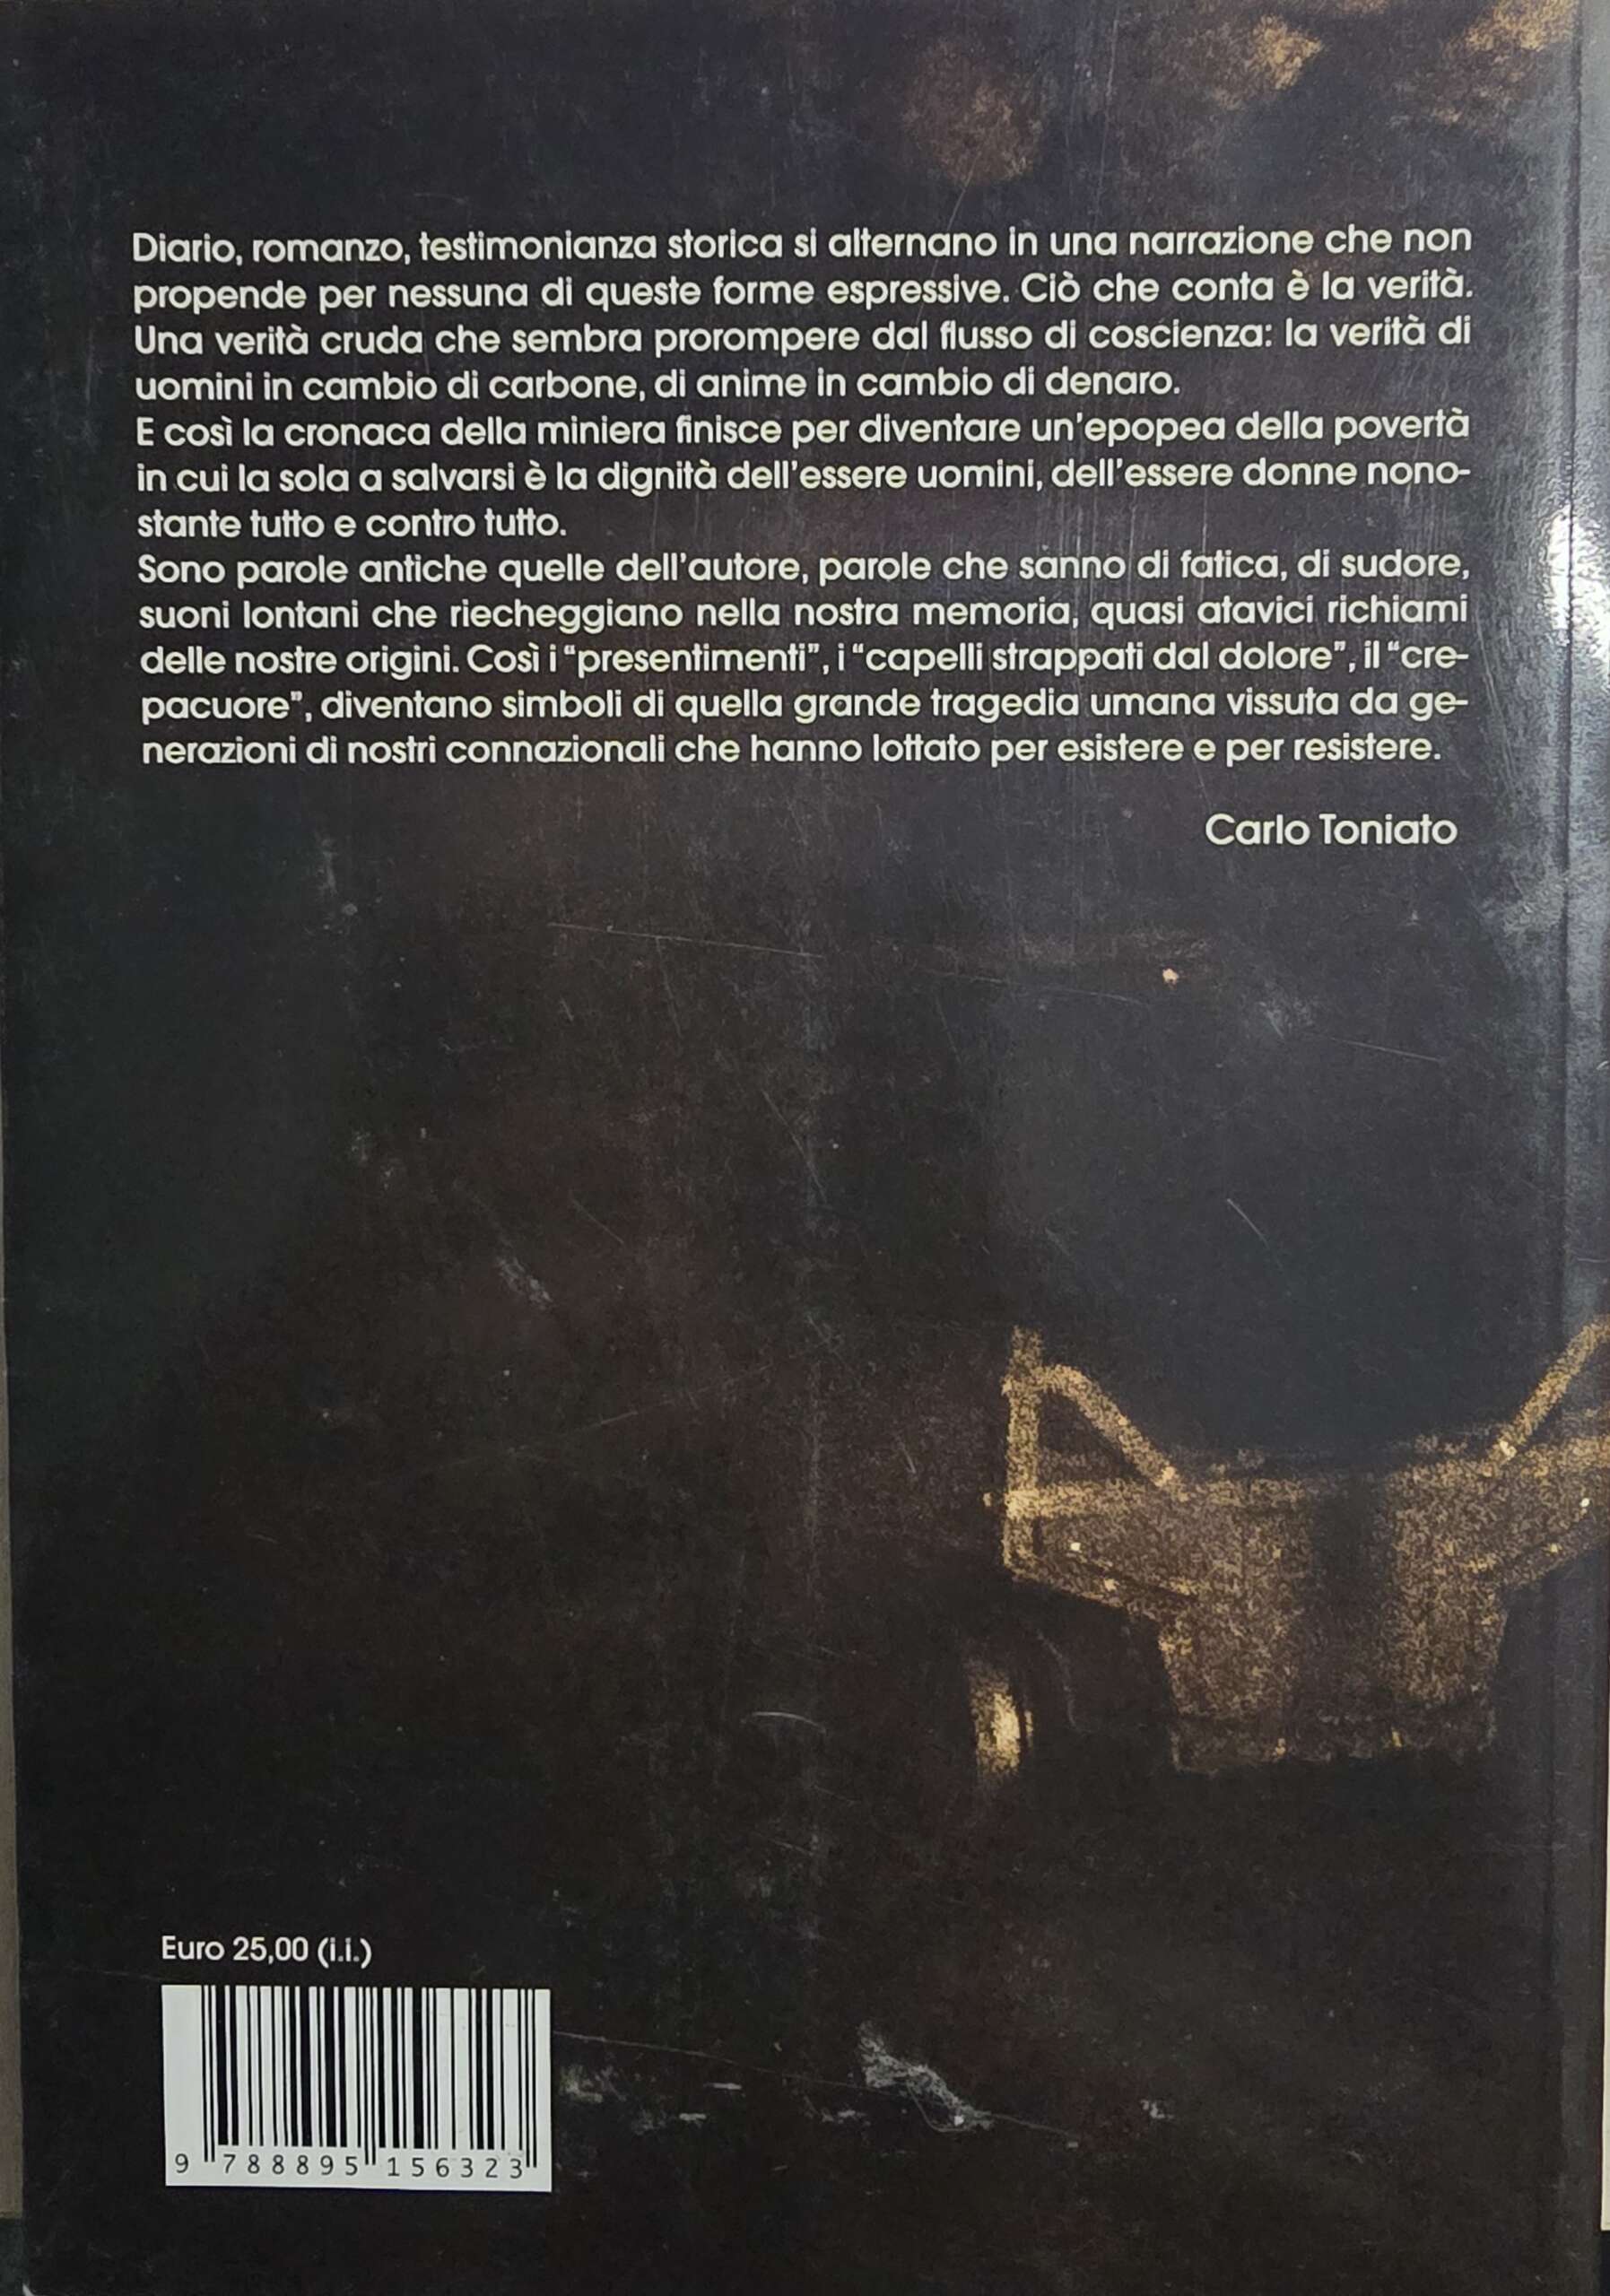 Diario, romanzo, testimonianza storica si alternano in una narrazione che non
propende per nessuna di queste forme espressive. Ciò che conta è la verità.
Una verità cruda che sembra prorompere dal flusso di coscienza: la verità di
uomini in cambio di carbone, di anime in cambio di denaro.
E così la cronaca della miniera finisce per diventare un'epopea della povertà
in cui la sola a salvarsi è la dignità dell'essere uomini, dell'essere donne nono-
stante tutto e contro tutto.
Sono parole antiche quelle dell'autore, parole che sanno di fatica, di sudore,
suoni lontani che riecheggiano nella nostra memoria, quasi atavici richiami
delle nostre origini. Così i “presentimenti”, i “capelli strappati dal dolore”, il “cre-
pacuore”, diventano simboli di quella grande tragedia umana vissuta da ge-
nerazioni di nostri connazionali che hanno lottato per esistere e per resistere.
Carlo Toniato
Euro 25,00 (i.i.)
9 788895 156323